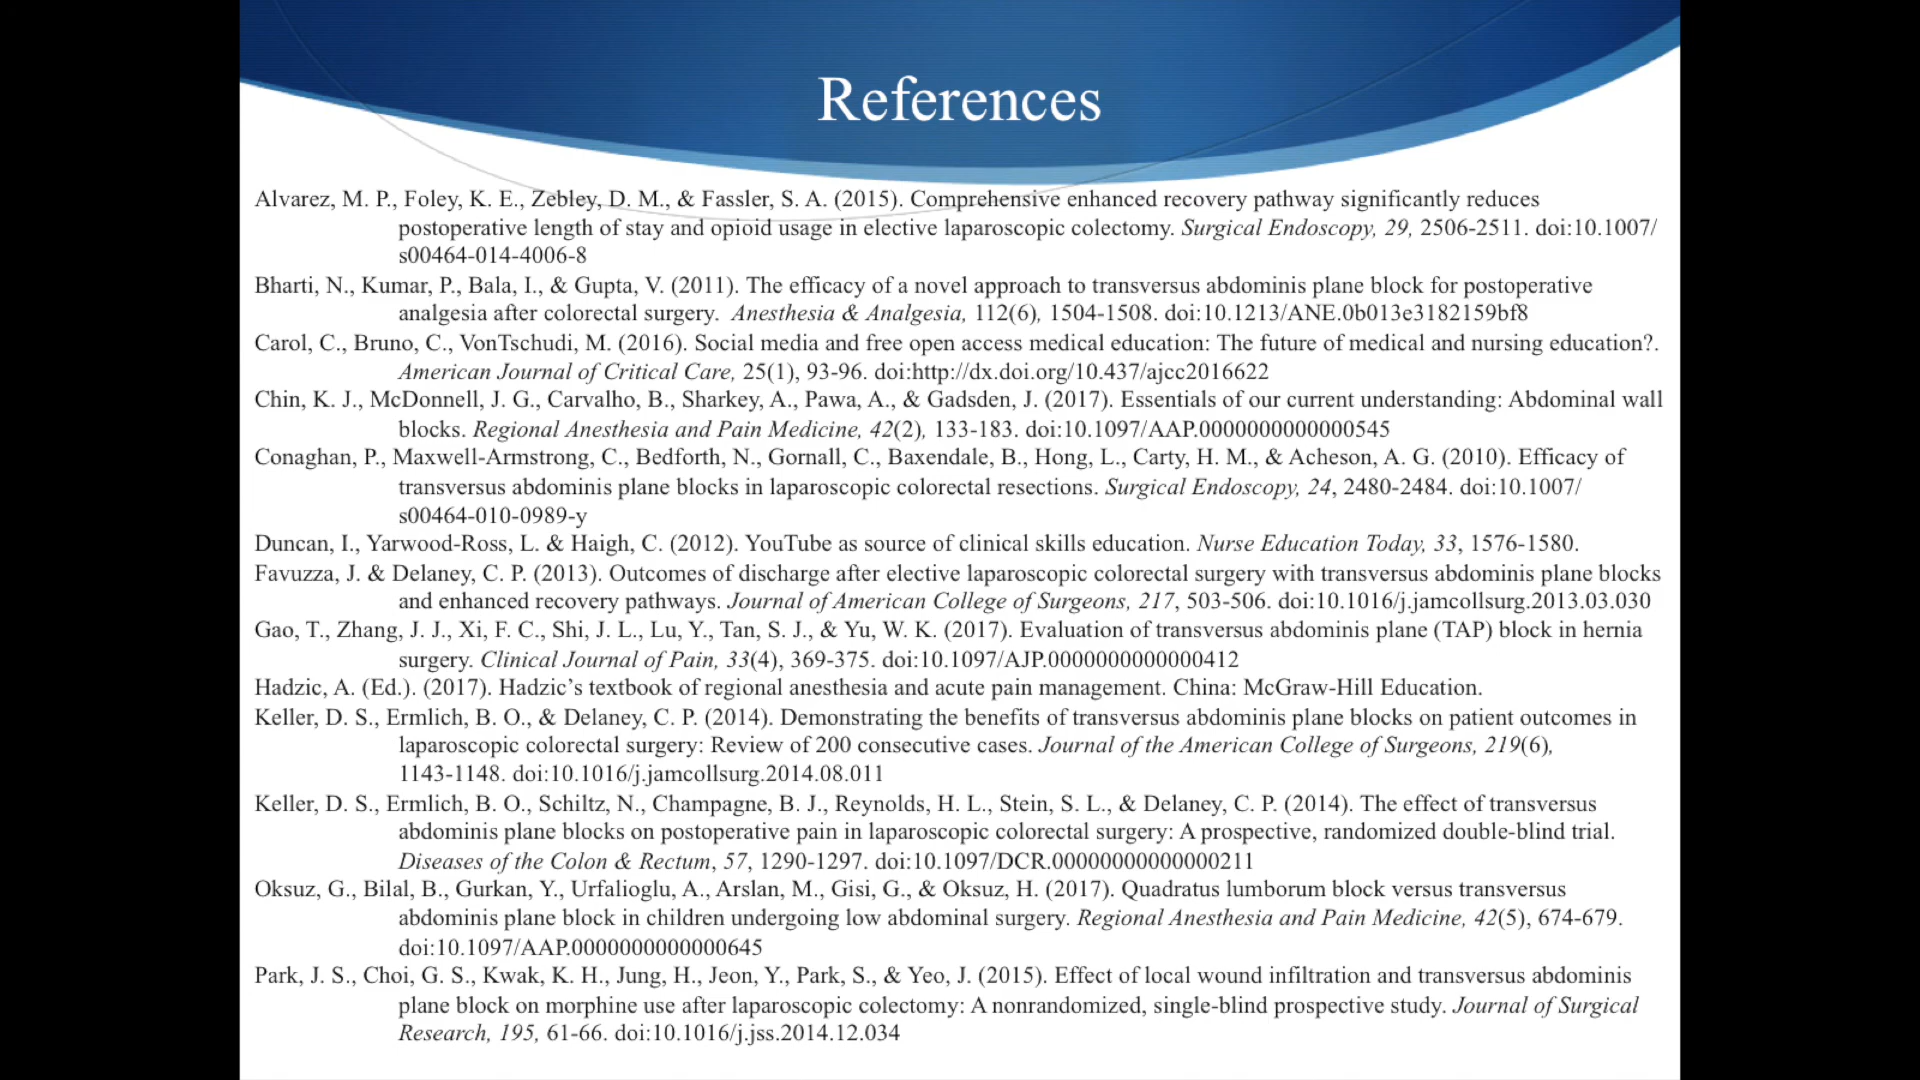 References
Alvarez, M. P., Foley, K. E., Zebley, D. M., & Fassler, S. A. (2015). Comprehensive enhanced recovery pathway significantly reduces
postoperative length of stay and opioid usage in elective laparoscopic colectomy. Surgical Endoscopy, 29, 2506-2511. doi:10.1007/
s00464-014-4006-8
Bharti, N., Kumar, P., Bala, I., & Gupta, V. (2011). The efficacy of a novel approach to transversus abdominis plane block for postoperative
analgesia after colorectal surgery. Anesthesia & Analgesia, 112(6), 1504-1508. doi:10.1213/ANE.0b013e3182159bf8
Carol, C., Bruno, C., VonTschudi, M. (2016). Social media and free open access medical education: The future of medical and nursing education?.
American Journal of Critical Care, 25(1), 93-96. doi:http://dx.doi.org/10.437/ajcc2016622
Chin, K. J., McDonnell, J. G., Carvalho, B., Sharkey, A., Pawa, A., & Gadsden, J. (2017). Essentials of our current understanding: Abdominal wall
blocks. Regional Anesthesia and Pain Medicine, 42(2), 133-183. doi:10.1097/AAP.0000000000000545
Conaghan, P., Maxwell-Armstrong, C., Bedforth, N., Gornall, C., Baxendale, B., Hong, L., Carty, H. M., & Acheson, A. G. (2010). Efficacy of
transversus abdominis plane blocks in laparoscopic colorectal resections. Surgical Endoscopy, 24, 2480-2484. doi:10.1007/
s00464-010-0989-y
Duncan, I., Yarwood-Ross, L. & Haigh, C. (2012). YouTube as source of clinical skills education. Nurse Education Today, 33, 1576-1580.
Favuzza, J. & Delaney, C. P. (2013). Outcomes of discharge after elective laparoscopic colorectal surgery with transversus abdominis plane blocks
and enhanced recovery pathways. Journal of American College of Surgeons, 217, 503-506. doi:10.1016/j.jamcollsurg.2013.03.030
Gao, T., Zhang, J. J., Xi, F. C., Shi, J. L., Lu, Y., Tan, S. J., & Yu, W. K. (2017). Evaluation of transversus abdominis plane (TAP) block in hernia
surgery. Clinical Journal of Pain, 33(4), 369-375. doi:10.1097/AJP.0000000000000412
Hadzic, A. (Ed.). (2017). Hadzic’s textbook of regional anesthesia and acute pain management. China: McGraw-Hill Education.
Keller, D. S., Ermlich, B. O., & Delaney, C. P. (2014). Demonstrating the benefits of transversus abdominis plane blocks on patient outcomes in
laparoscopic colorectal surgery: Review of 200 consecutive cases. Journal of the American College of Surgeons, 219(6),
1143-1148. doi:10.1016/j.jamcollsurg.2014.08.011
Keller, D. S., Ermlich, B. O., Schiltz, N., Champagne, B. J., Reynolds, H. L., Stein, S. L., & Delaney, C. P. (2014). The effect of transversus
abdominis plane blocks on postoperative pain in laparoscopic colorectal surgery: A prospective, randomized double-blind trial.
Diseases of the Colon & Rectum, 57, 1290-1297. doi:10.1097/DCR.00000000000000211
Oksuz, G., Bilal, B., Gurkan, Y., Urfalioglu, A., Arslan, M., Gisi, G., & Oksuz, H. (2017). Quadratus lumborum block versus transversus
abdominis plane block in children undergoing low abdominal surgery. Regional Anesthesia and Pain Medicine, 42(5), 674-679.
doi:10.1097/AAP.0000000000000645
Park, J. S., Choi, G. S., Kwak, K. H., Jung, H., Jeon, Y., Park, S., & Yeo, J. (2015). Effect of local wound infiltration and transversus abdominis
plane block on morphine use after laparoscopic colectomy: A nonrandomized, single-blind prospective study. Journal of Surgical
Research, 195, 61-66. doi:10.1016/j.jss.2014.12.034